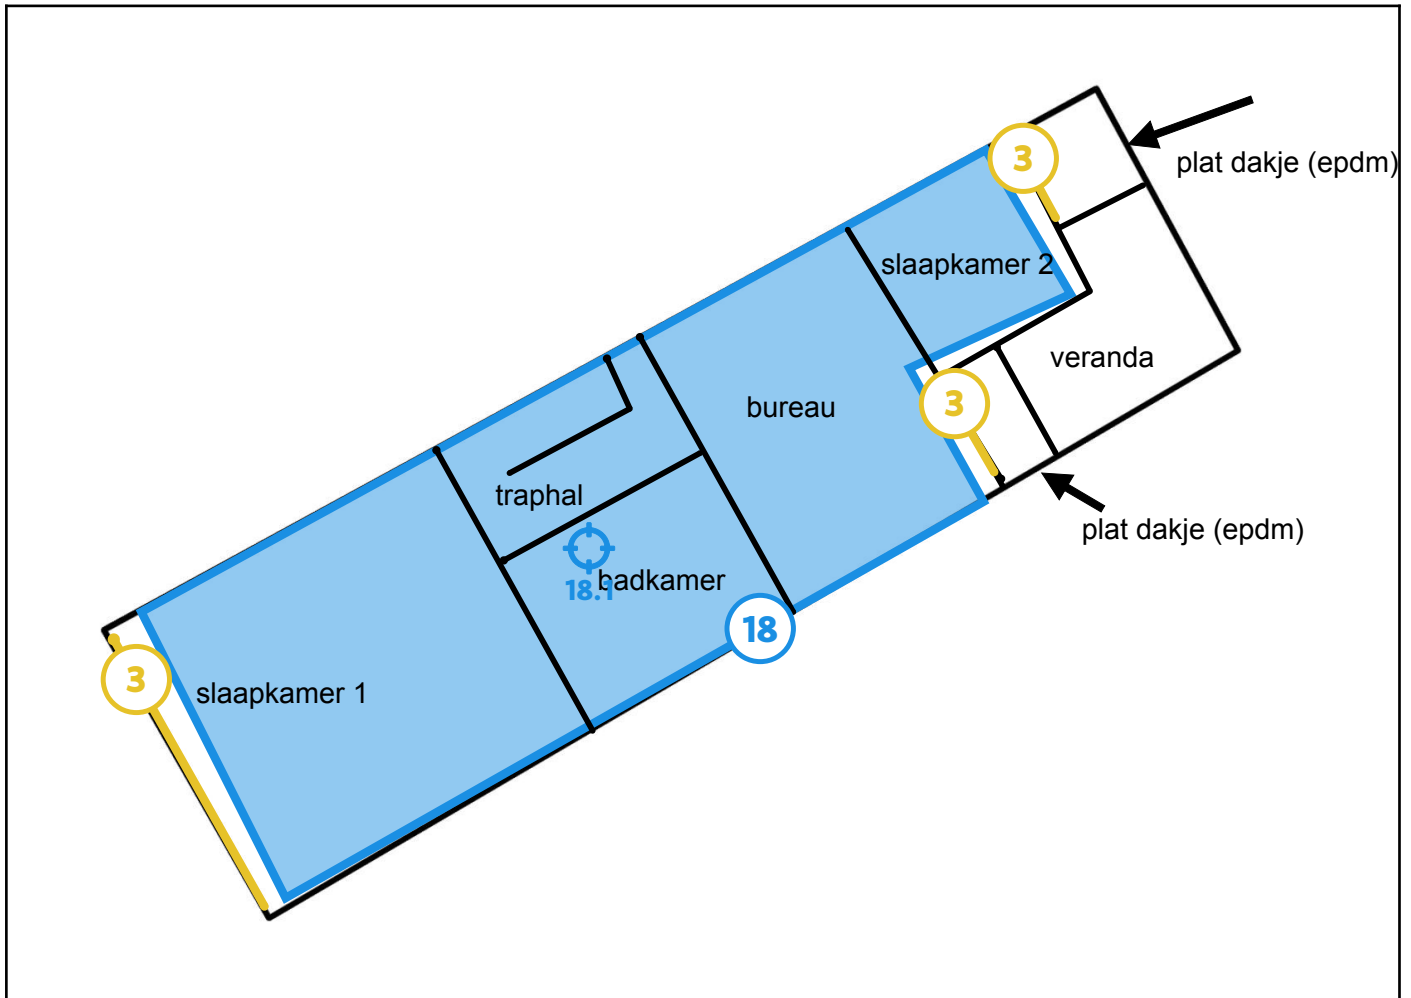 3
plat dakje (epdm)
slaapkamer 2
veranda
3
bureau
traphal
plat dakje (epdm)
badkamer
18.1
18
3
slaapkamer 1